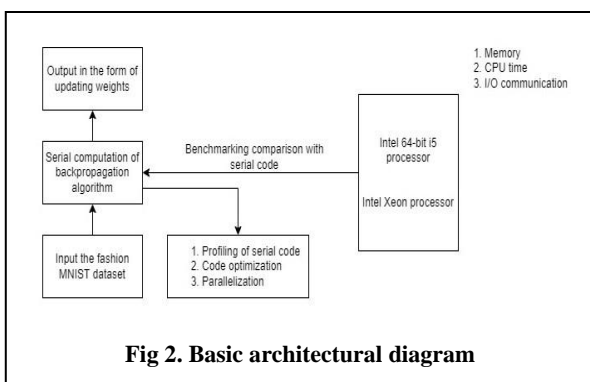 Output in the form of
updating weights
1. Memory
2. CPU time
3. I/O communication
Serial computation of
backpropagation
algorithm
Benchmarking comparison with
serial code
Intel 64-bit i5
processor
Intel Xeon processor
Input the fashion
MNIST dataset
1. Profiling of serial code
2. Code optimization
3. Parallelization
Fig 2. Basic architectural diagram